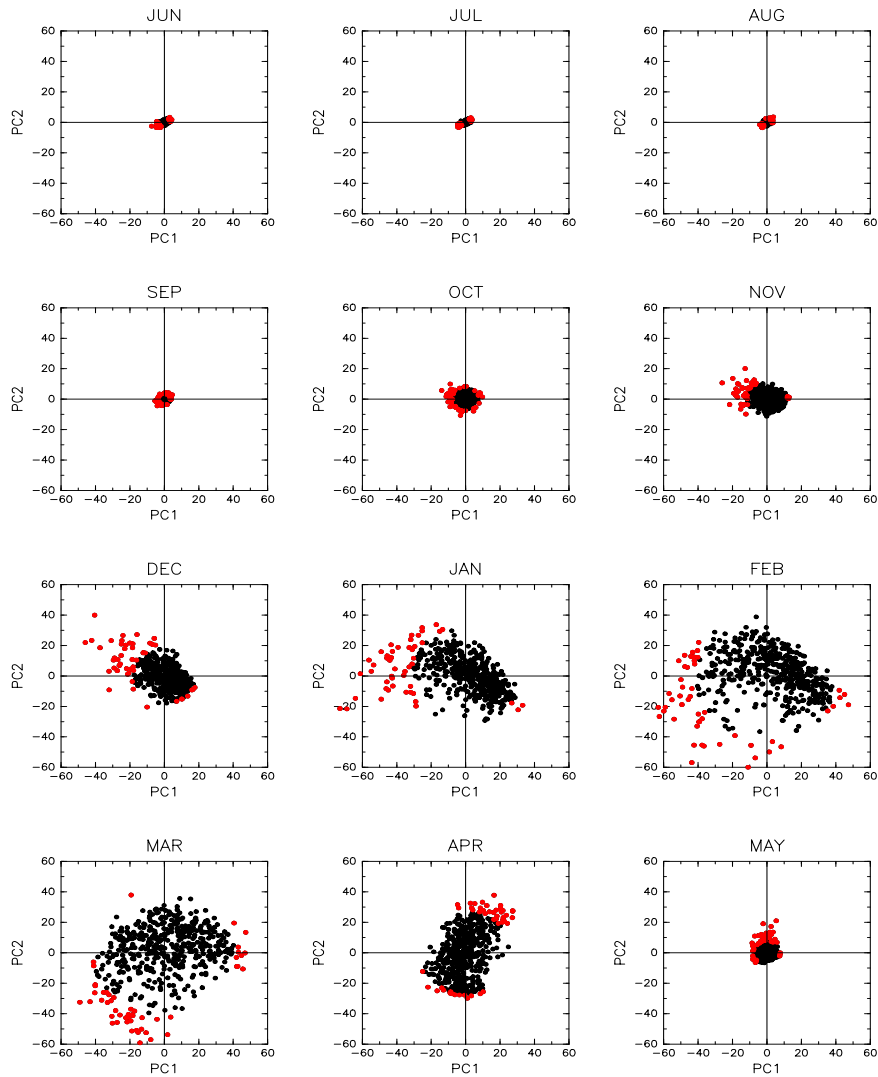 JUN JUL AUG
60 60 60
40 40 40
20 20 20
PC2 0 PC2 0 PC2 0
−20 −20 −20
−40 −40 −40
−60 −60 −60
−60 −40 −20 0 20 40 60 −60 −40 −20 0 20 40 60 −60 −40 −20 0 20 40 60
PC1 PC1 PC1
SEP OCT NOV
60 60 60
40 40 40
20 20 20
PC2 0 PC2 0 PC2 0
−20 −20 −20
−40 −40 −40
−60 −60 −60
−60 −40 −20 0 20 40 60 −60 −40 −20 0 20 40 60 −60 −40 −20 0 20 40 60
PC1 PC1 PC1
DEC JAN FEB
60 60 60
40 40 40
20 20 20
PC2 0 PC2 0 PC2 0
−20 −20 −20
−40 −40 −40
−60 −60 −60
−60 −40 −20 0 20 40 60 −60 −40 −20 0 20 40 60 −60 −40 −20 0 20 40 60
PC1 PC1 PC1
MAR APR MAY
60 60 60
40 40 40
20 20 20
PC2 0 PC2 0 PC2 0
−20 −20 −20
−40 −40 −40
−60 −60 −60
−60 −40 −20 0 20 40 60 −60 −40 −20 0 20 40 60 −60 −40 −20 0 20 40 60
PC1 PC1 PC1